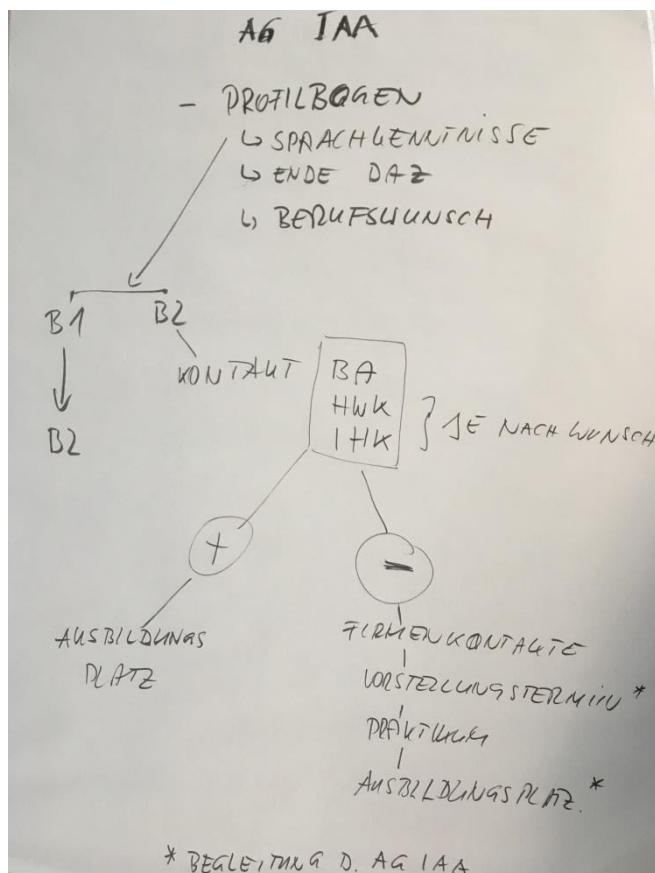 AG IAA
- PROFILBOGEN
↳ SPRACHKENNTNISSE
↳ ENDE DAZ
↳ BERUFSWUNSCH
B1 B2
B2
KONTAKT
BA
HWK
IHK
} JE NACH WUNSCH
+
-
AUSBILDUNGS
PLATZ
FIRMENKONTAKTE
VORSTELLUNGSTERMIN *
PRAKTIKUM
AUSBILDUNGSPLATZ. *
* BEGLEITUNG D. AG IAA